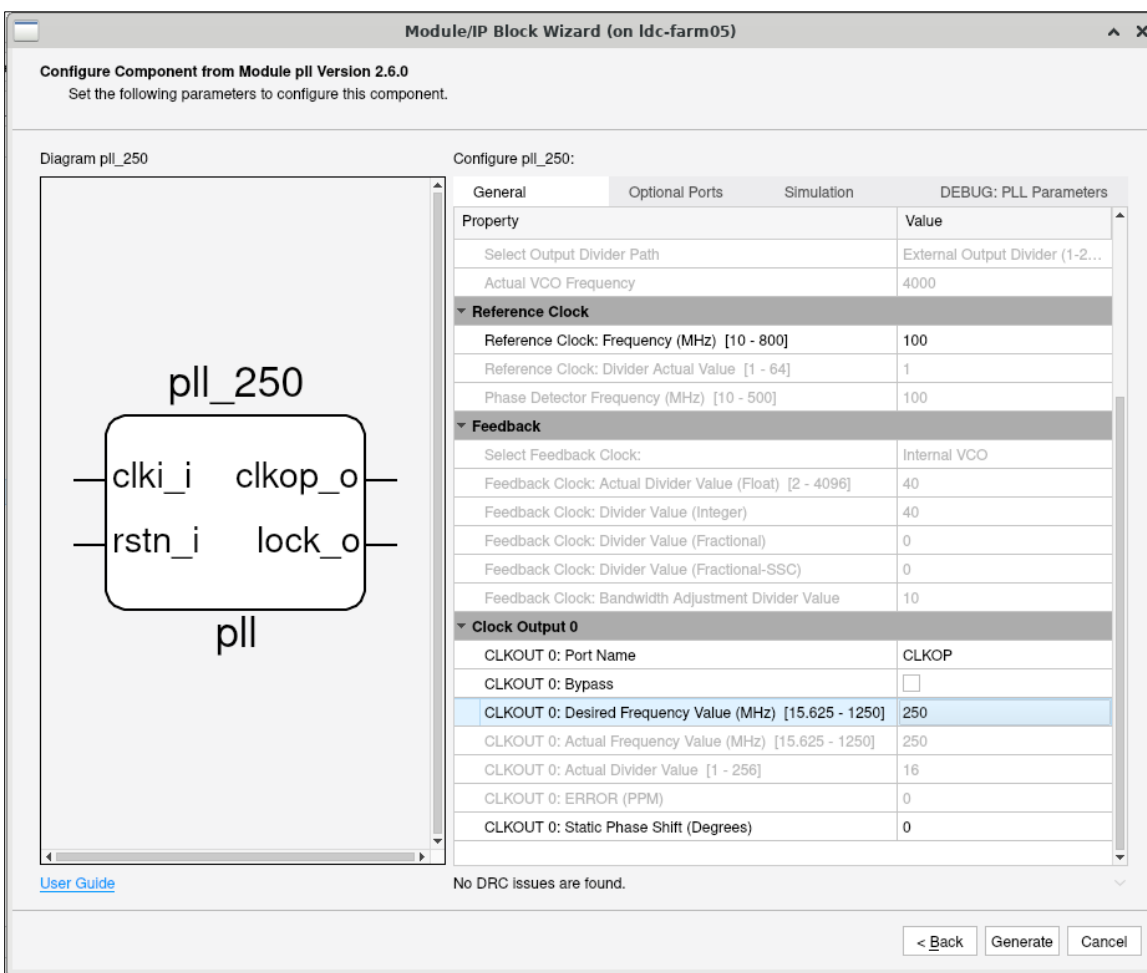 Module/IP Block Wizard (on ldc-farm05)
Configure Component from Module pll Version 2.6.0
Set the following parameters to configure this component.
Diagram pll_250
pll_250
clki_i clkop_o
rstn_i lock_o
pll
User Guide
Configure pll_250:
General Optional Ports Simulation DEBUG: PLL Parameters
Property Value
Select Output Divider Path External Output Divider (1-2...
Actual VCO Frequency 4000
Reference Clock
Reference Clock: Frequency (MHz) [10 - 800] 100
Reference Clock: Divider Actual Value [1 - 64] 1
Phase Detector Frequency (MHz) [10 - 500] 100
Feedback
Select Feedback Clock: Internal VCO
Feedback Clock: Actual Divider Value (Float) [2 - 4096] 40
Feedback Clock: Divider Value (Integer) 40
Feedback Clock: Divider Value (Fractional) 0
Feedback Clock: Divider Value (Fractional-SSC) 0
Feedback Clock: Bandwidth Adjustment Divider Value 10
Clock Output 0
CLKOUT 0: Port Name CLKOP
CLKOUT 0: Bypass
CLKOUT 0: Desired Frequency Value (MHz) [15.625 - 1250] 250
CLKOUT 0: Actual Frequency Value (MHz) [15.625 - 1250] 250
CLKOUT 0: Actual Divider Value [1 - 256] 16
CLKOUT 0: ERROR (PPM) 0
CLKOUT 0: Static Phase Shift (Degrees) 0
No DRC issues are found.
< Back Generate Cancel